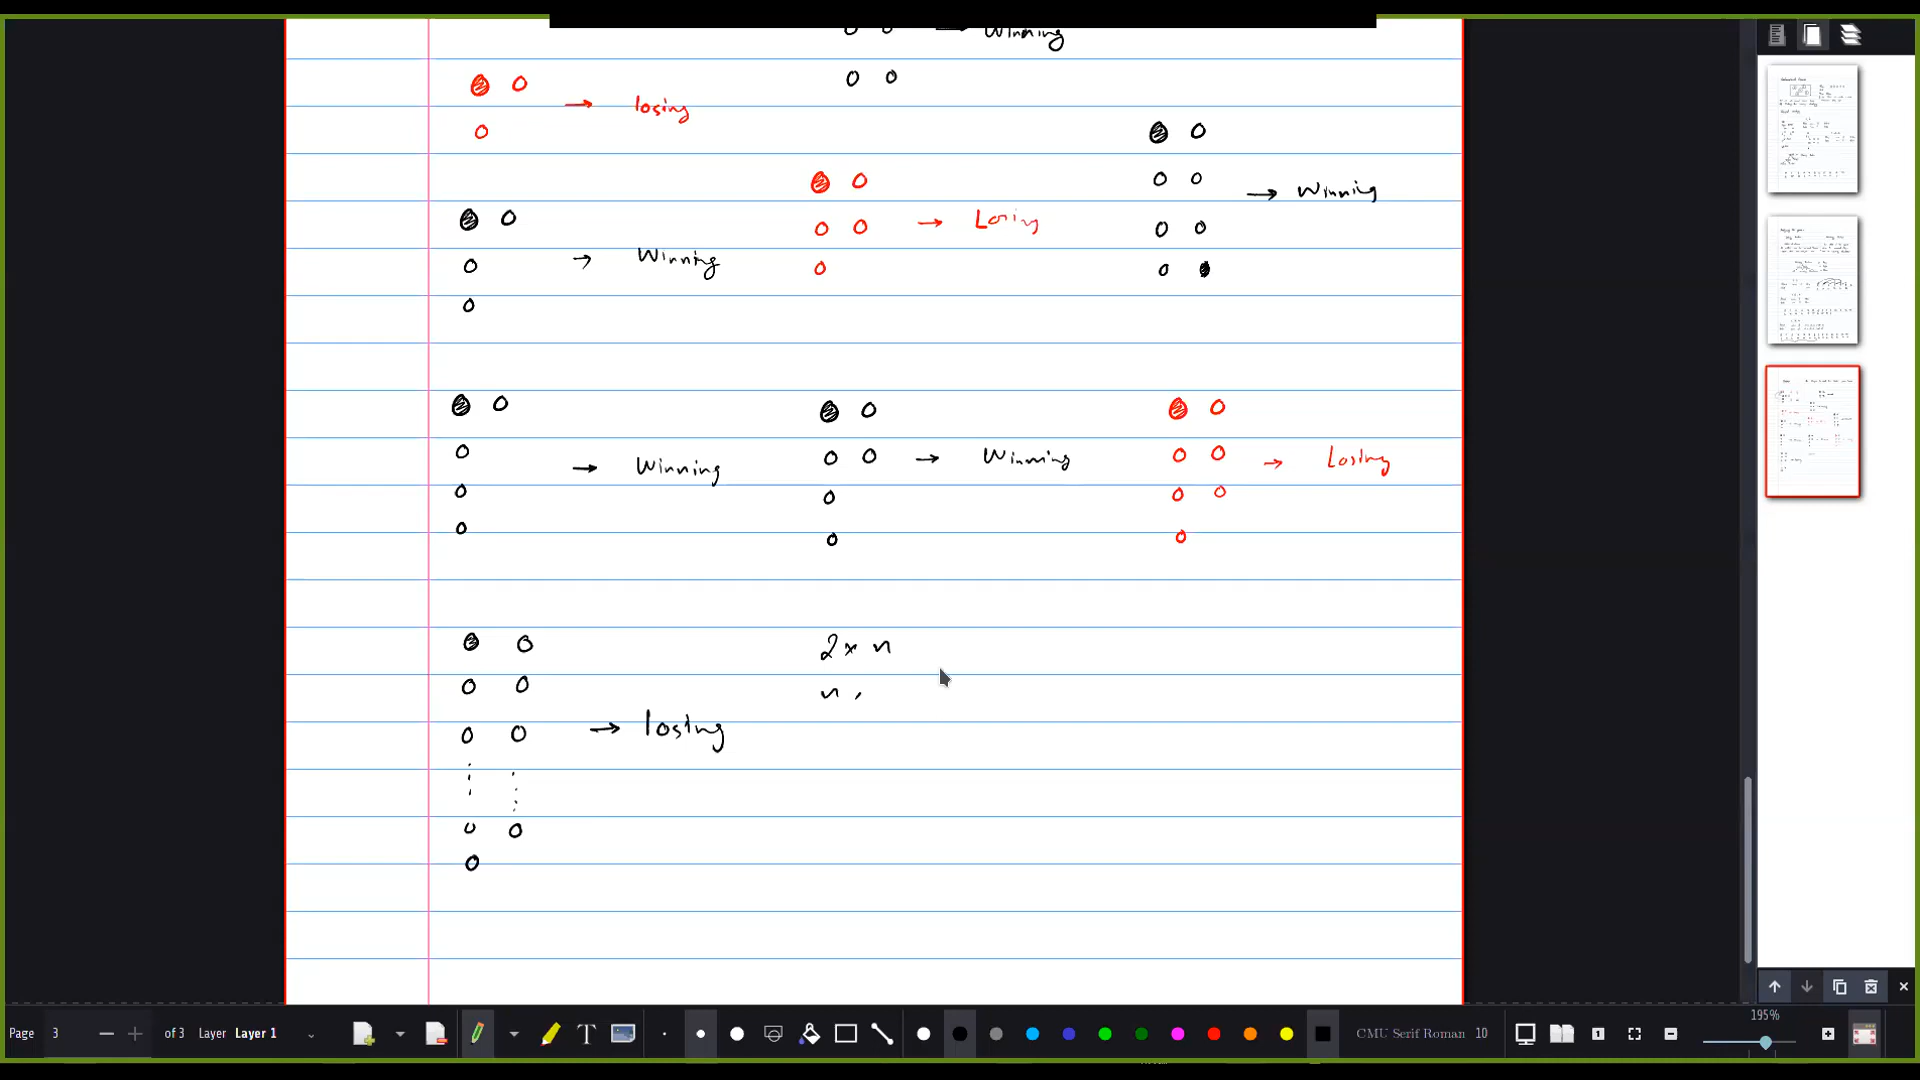 Winning
losing
Losing
Winning
Winning
Winning
Winning
Losing
2 × n
n ,
losing
Page 3 of 3 Layer Layer 1 T CMU Serif Roman 10
195%